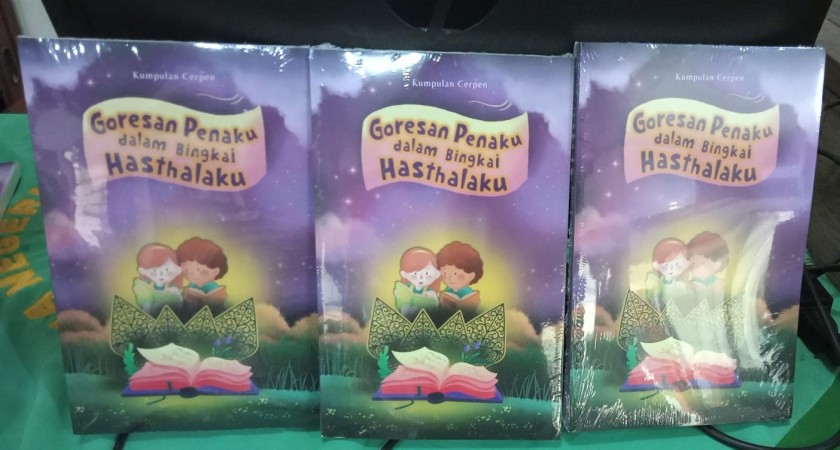 Kumpulan Cerpen
Goresan Penaku
dalam Bingkai
Hasthalaku
Kumpulan Cerpen
Goresan Penaku
dalam Bingkai
Hasthalaku
Kumpulan Cerpen
Goresan Penaku
dalam Bingkai
Hasthalaku